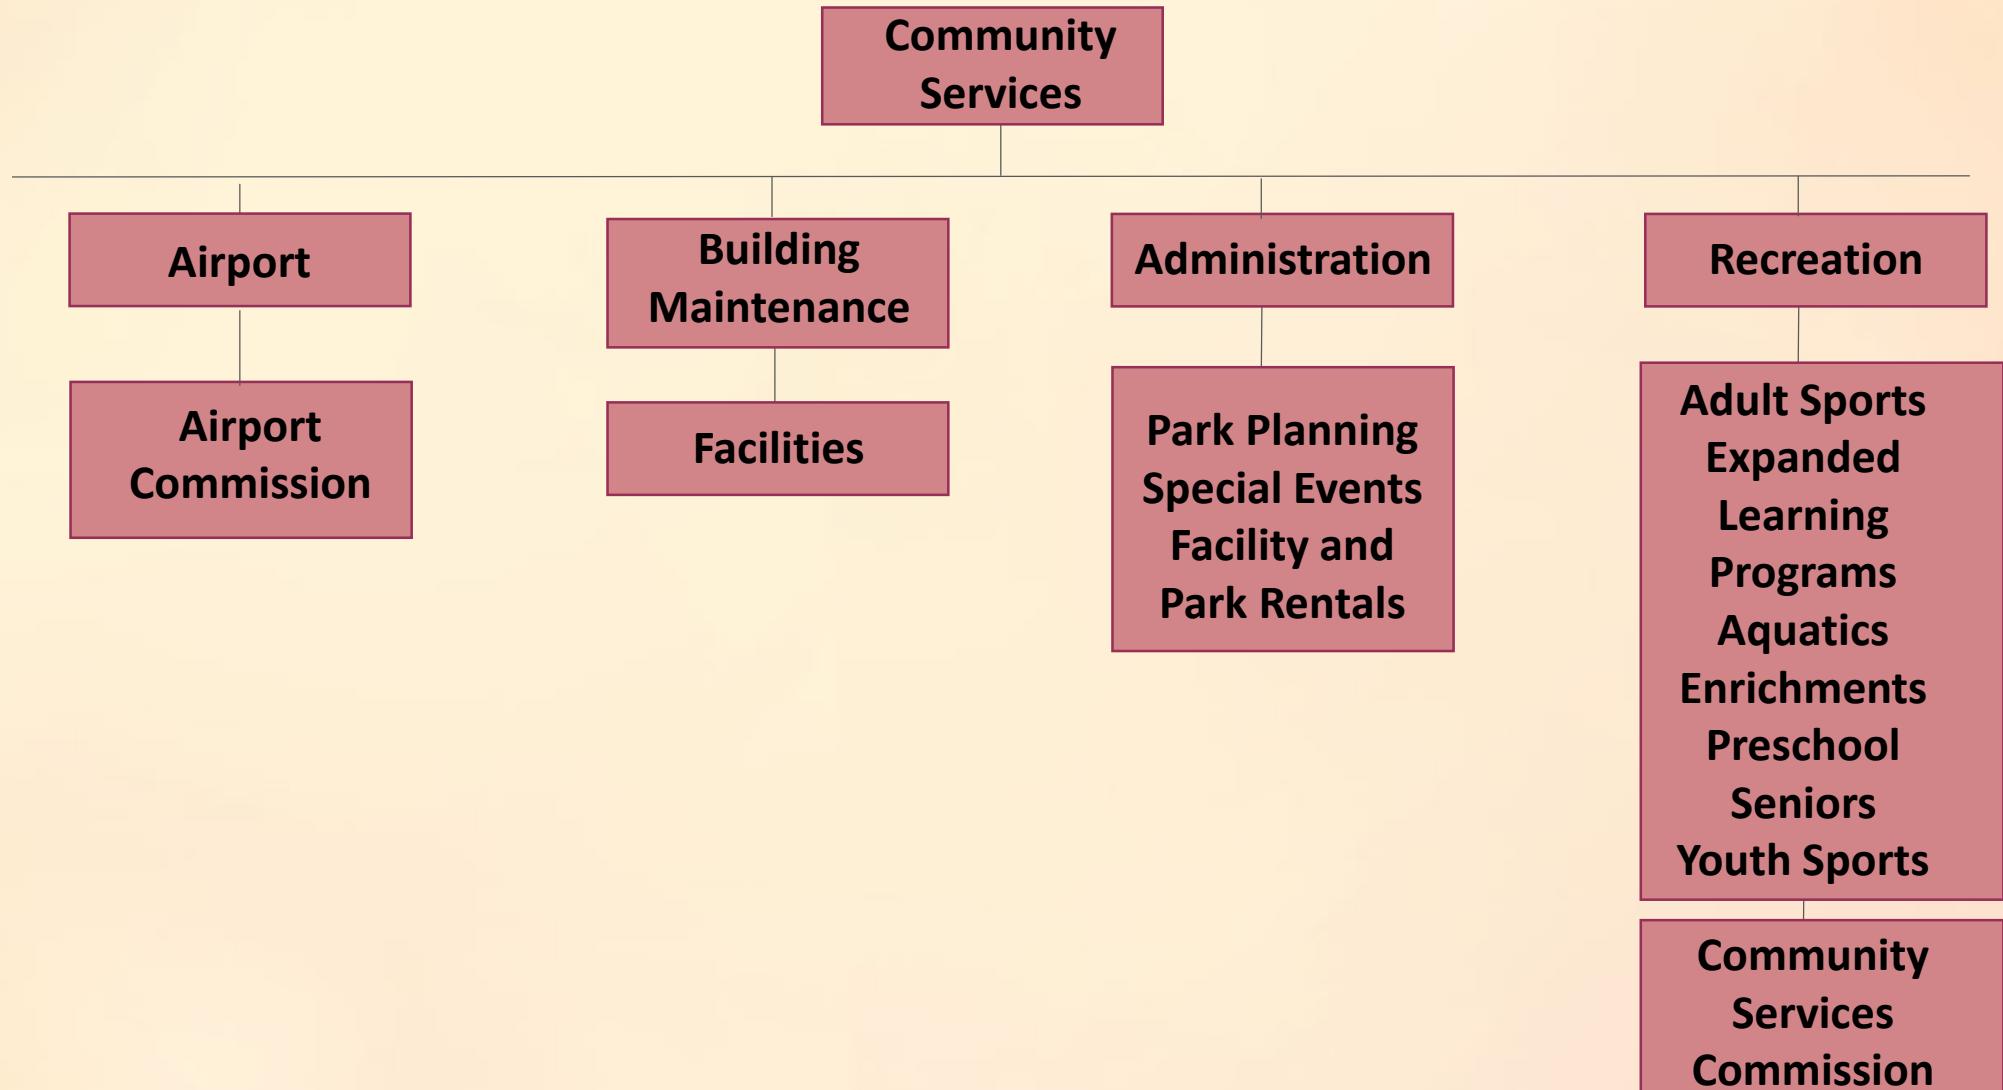 Community
Services
Airport
Building
Maintenance
Administration
Recreation
Airport
Commission
Facilities
Park Planning
Special Events
Facility and
Park Rentals
Adult Sports
Expanded
Learning
Programs
Aquatics
Enrichments
Preschool
Seniors
Youth Sports
Community
Services
Commission